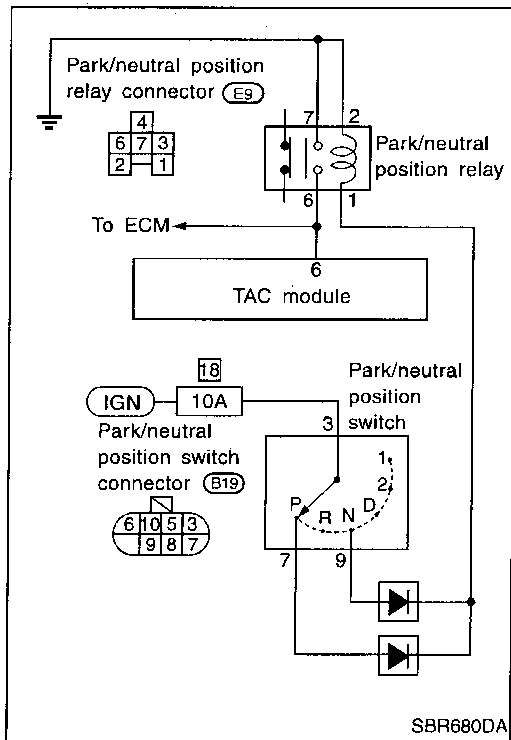 Park/neutral position
relay connector E9
4
6 7 3
2 1
7 2
Park/neutral
position relay
6 1
To ECM
6
TAC module
18
IGN 10A
Park/neutral
position
switch
3
Park/neutral
position switch
connector B19
6 10 5 3
9 8 7
P R N D 2 1
7 9
SBR680DA